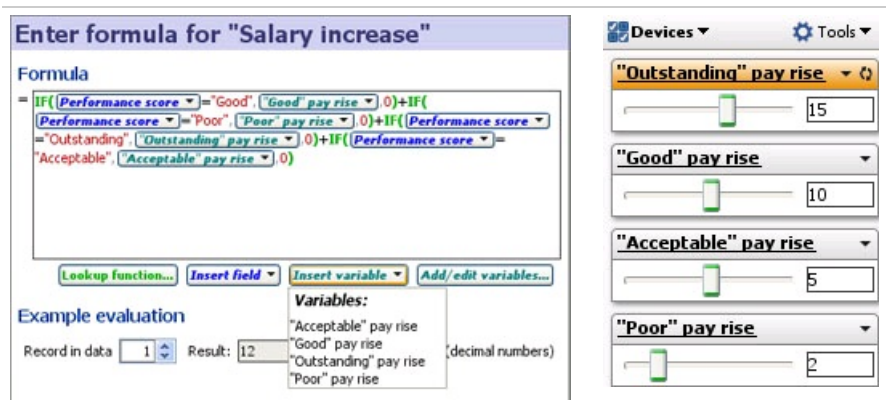 Enter formula for "Salary increase"
Formula
= IF( Performance score ="Good", "Good" pay rise ,0)+IF(
Performance score ="Poor", "Poor" pay rise ,0)+IF( Performance score
="Outstanding", "Outstanding" pay rise ,0)+IF( Performance score =
"Acceptable", "Acceptable" pay rise ,0)
Lookup function... Insert field Insert variable Add/edit variables...
Variables:
"Acceptable" pay rise
"Good" pay rise
"Outstanding" pay rise
"Poor" pay rise
Example evaluation
Record in data 1 Result: 12 (decimal numbers)
Devices Tools
"Outstanding" pay rise
15
"Good" pay rise
10
"Acceptable" pay rise
5
"Poor" pay rise
2